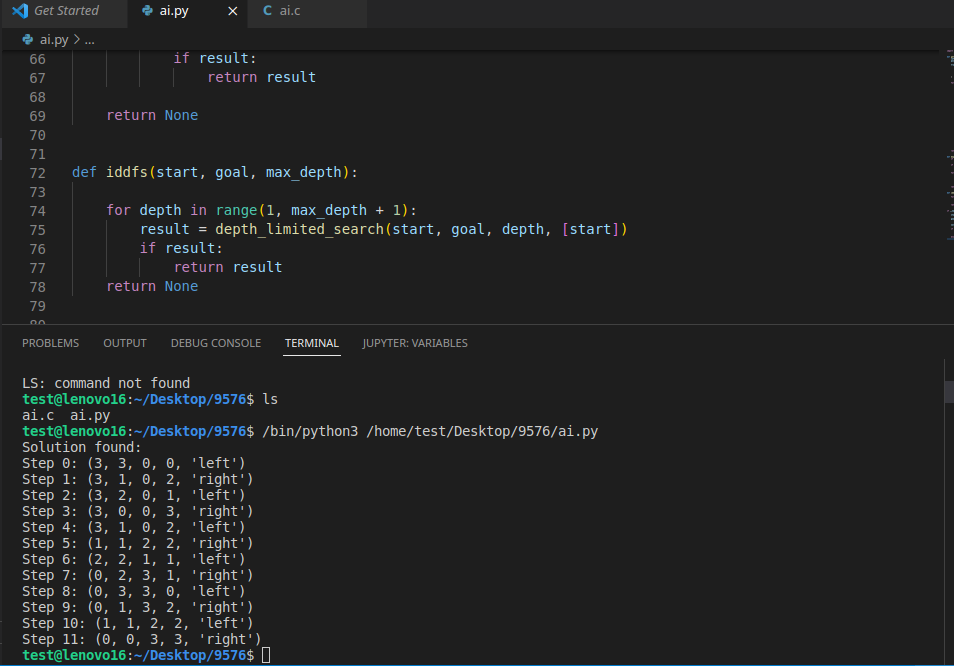 Get Started ai.py × C ai.c
ai.py > ...
66 if result:
67 return result
68
69 return None
70
71
72 def iddfs(start, goal, max_depth):
73
74 for depth in range(1, max_depth + 1):
75 result = depth_limited_search(start, goal, depth, [start])
76 if result:
77 return result
78 return None
79
80
PROBLEMS OUTPUT DEBUG CONSOLE TERMINAL JUPYTER: VARIABLES
LS: command not found
test@lenovo16:~/Desktop/9576$ ls
ai.c ai.py
test@lenovo16:~/Desktop/9576$ /bin/python3 /home/test/Desktop/9576/ai.py
Solution found:
Step 0: (3, 3, 0, 0, 'left')
Step 1: (3, 1, 0, 2, 'right')
Step 2: (3, 2, 0, 1, 'left')
Step 3: (3, 0, 0, 3, 'right')
Step 4: (3, 1, 0, 2, 'left')
Step 5: (1, 1, 2, 2, 'right')
Step 6: (2, 2, 1, 1, 'left')
Step 7: (0, 2, 3, 1, 'right')
Step 8: (0, 3, 3, 0, 'left')
Step 9: (0, 1, 3, 2, 'right')
Step 10: (1, 1, 2, 2, 'left')
Step 11: (0, 0, 3, 3, 'right')
test@lenovo16:~/Desktop/9576$